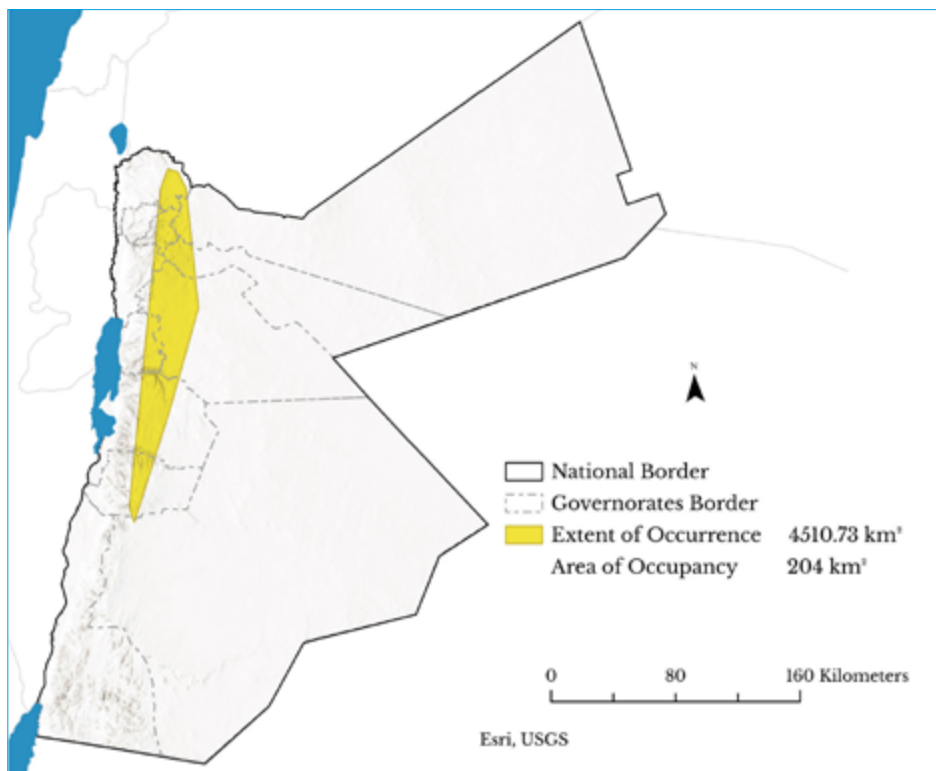 N
National Border
Governorates Border
Extent of Occurrence 4510.73 km²
Area of Occupancy 204 km²
0 80 160 Kilometers
Esri, USGS